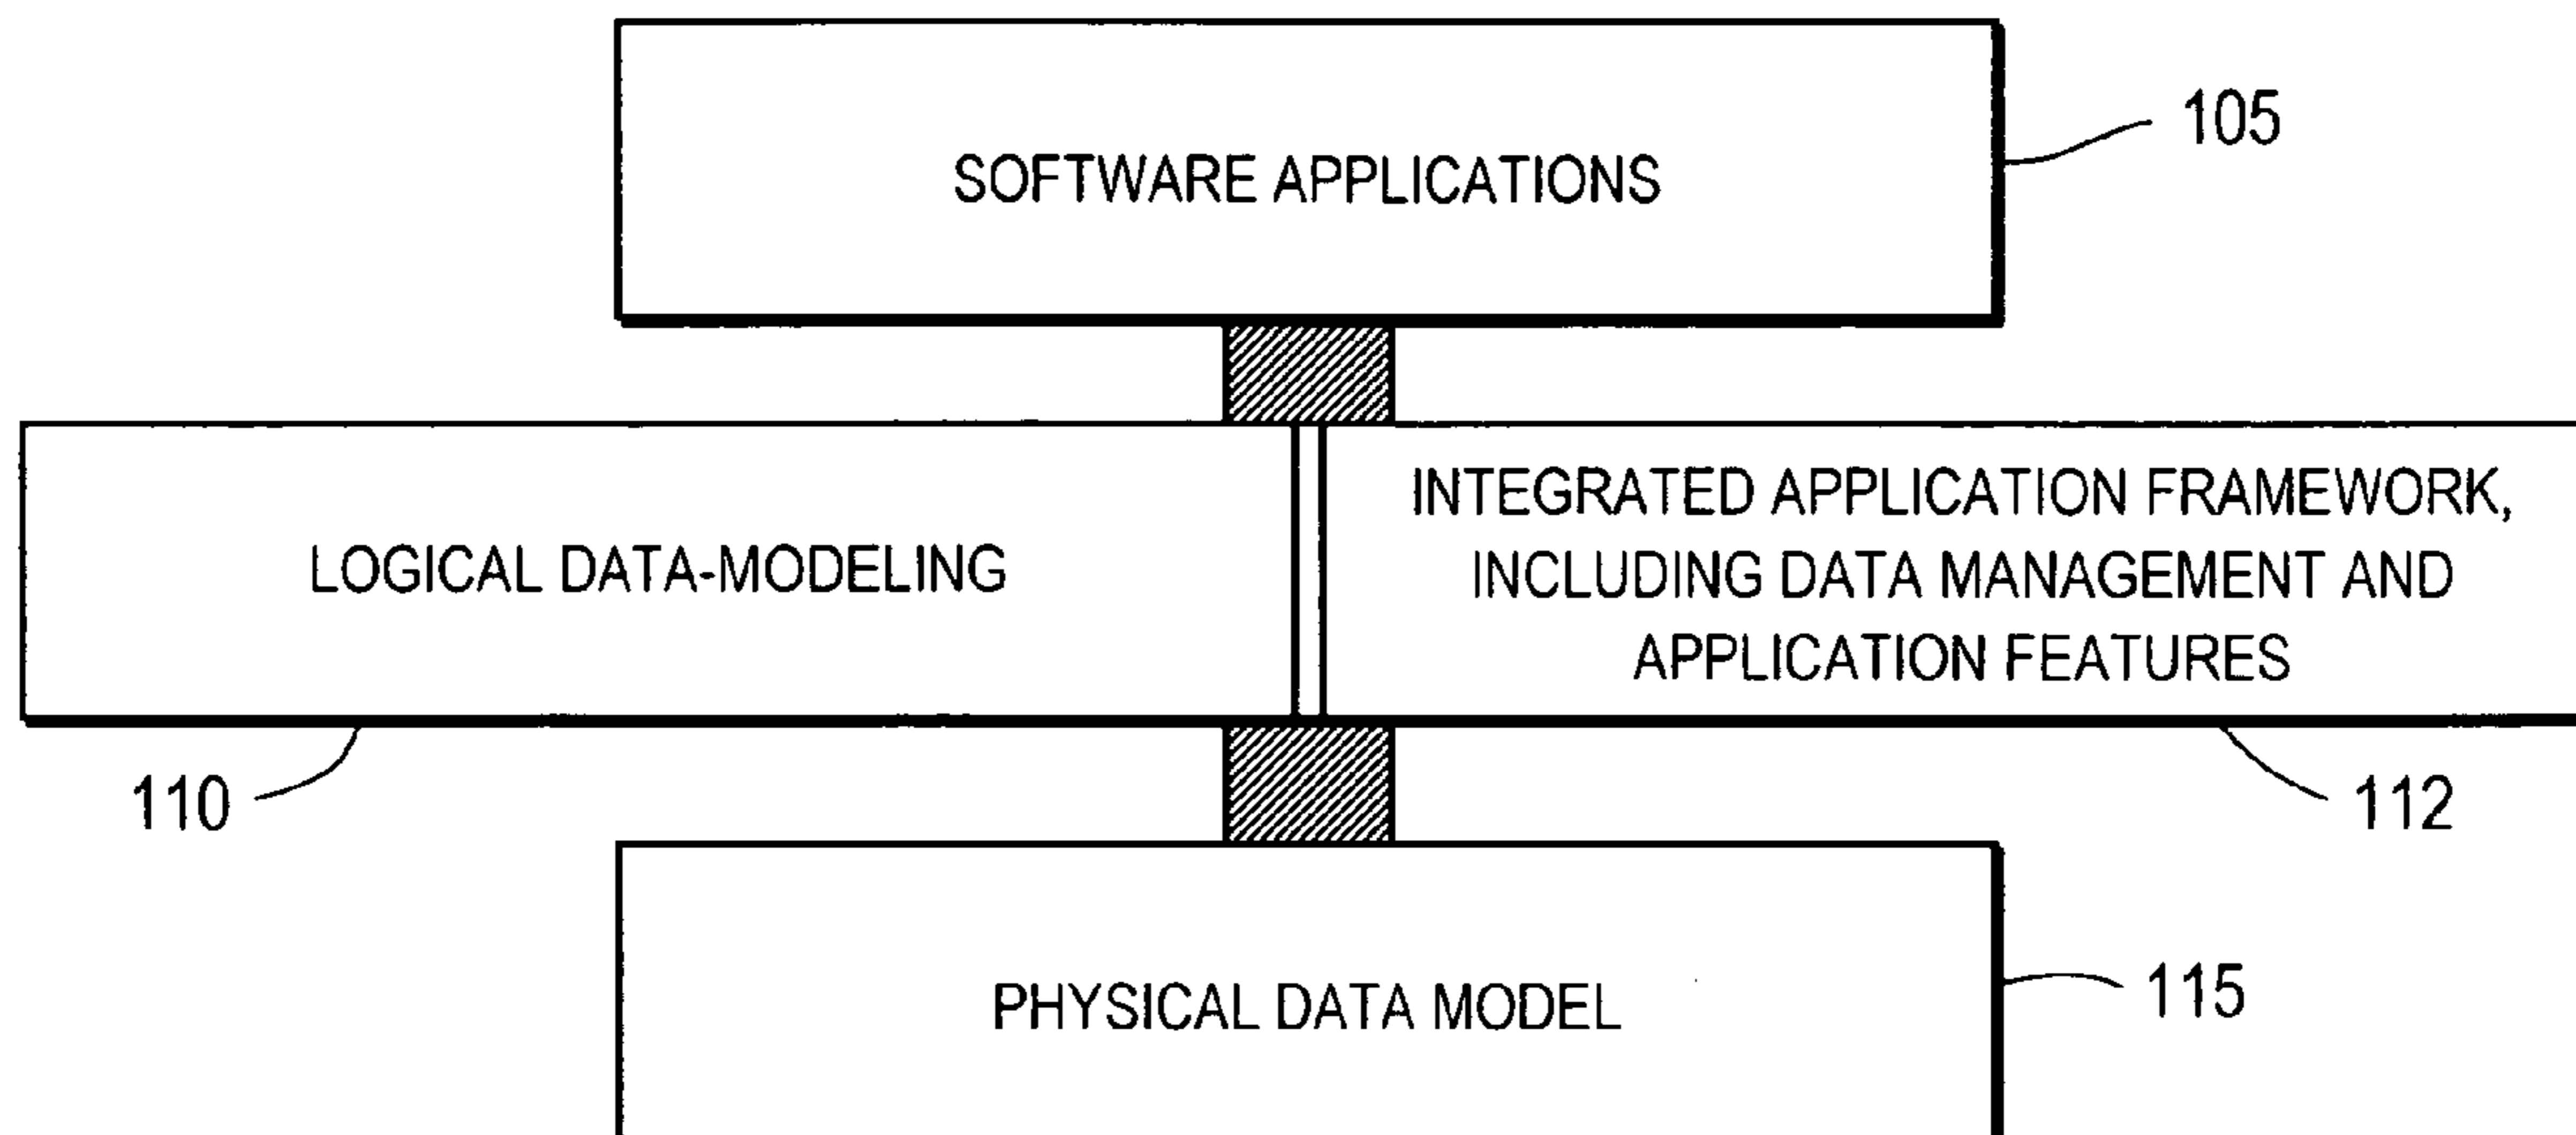 SOFTWARE APPLICATIONS
105
LOGICAL DATA-MODELING
INTEGRATED APPLICATION FRAMEWORK,
INCLUDING DATA MANAGEMENT AND
APPLICATION FEATURES
110
112
PHYSICAL DATA MODEL
115